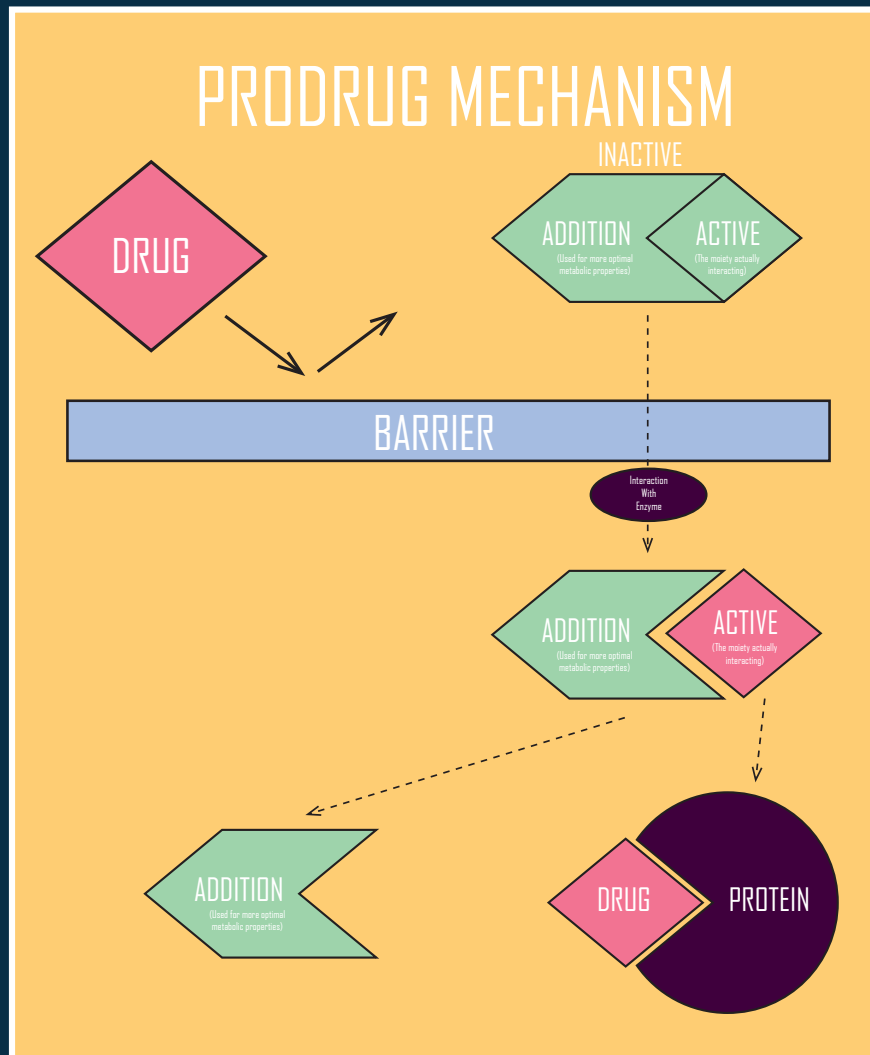 PRODRUG MECHANISM
INACTIVE
DRUG
ADDITION
(Used for more optimal
metabolic properties)
ACTIVE
(The moiety actually
interacting)
BARRIER
Interaction
With
Enzyme
ADDITION
(Used for more optimal
metabolic properties)
ACTIVE
(The moiety actually
interacting)
ADDITION
(Used for more optimal
metabolic properties)
DRUG
PROTEIN